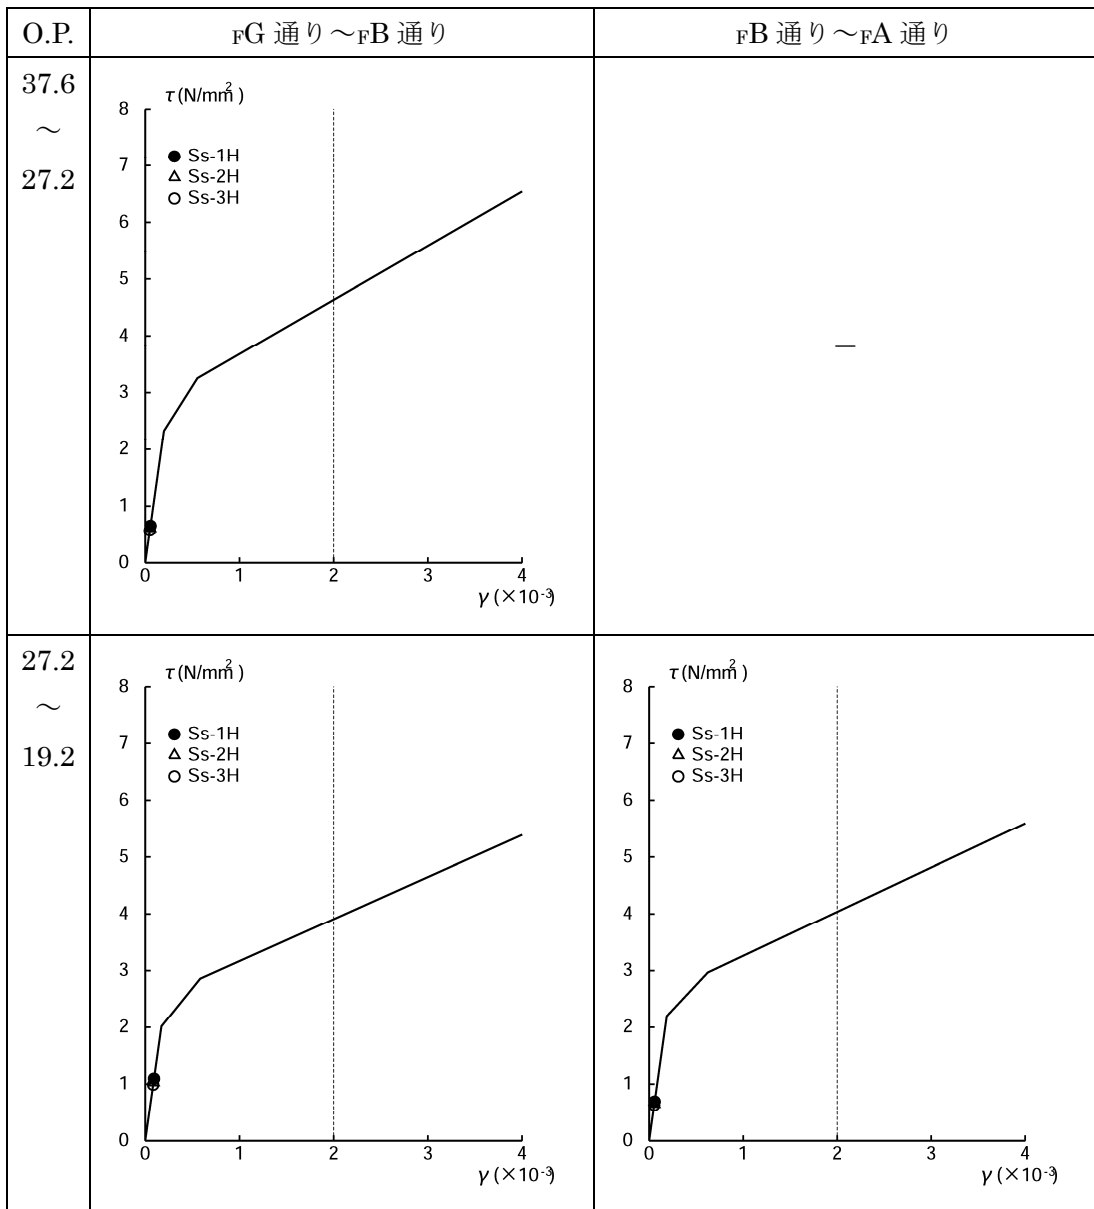 O.P.
FG 通り～FB 通り
FB 通り～FA 通り
37.6
～
27.2
τ(N/mm2)
8
7
6
5
4
3
2
1
0
● Ss-1H
△ Ss-2H
○ Ss-3H
0 1 2 3 4
γ(×10-3)
—
27.2
～
19.2
τ(N/mm2)
8
7
6
5
4
3
2
1
0
● Ss-1H
△ Ss-2H
○ Ss-3H
0 1 2 3 4
γ(×10-3)
τ(N/mm2)
8
7
6
5
4
3
2
1
0
● Ss-1H
△ Ss-2H
○ Ss-3H
0 1 2 3 4
γ(×10-3)